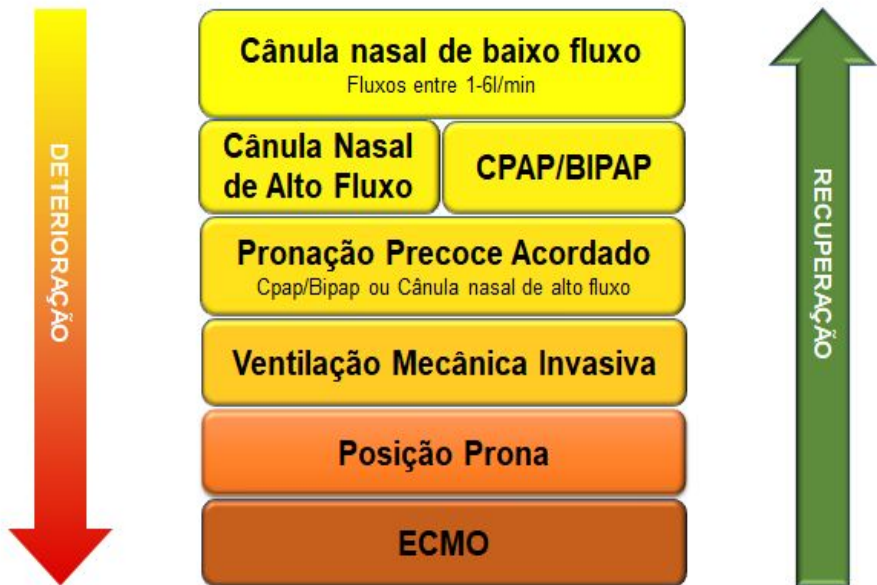 Cânula nasal de baixo fluxo
Fluxos entre 1-6l/min
Cânula Nasal
de Alto Fluxo
CPAP/BIPAP
Pronação Precoce Acordado
Cpap/Bipap ou Cânula nasal de alto fluxo
Ventilação Mecânica Invasiva
Posição Prona
ECMO
DETERIORAÇÃO
RECUPERAÇÃO